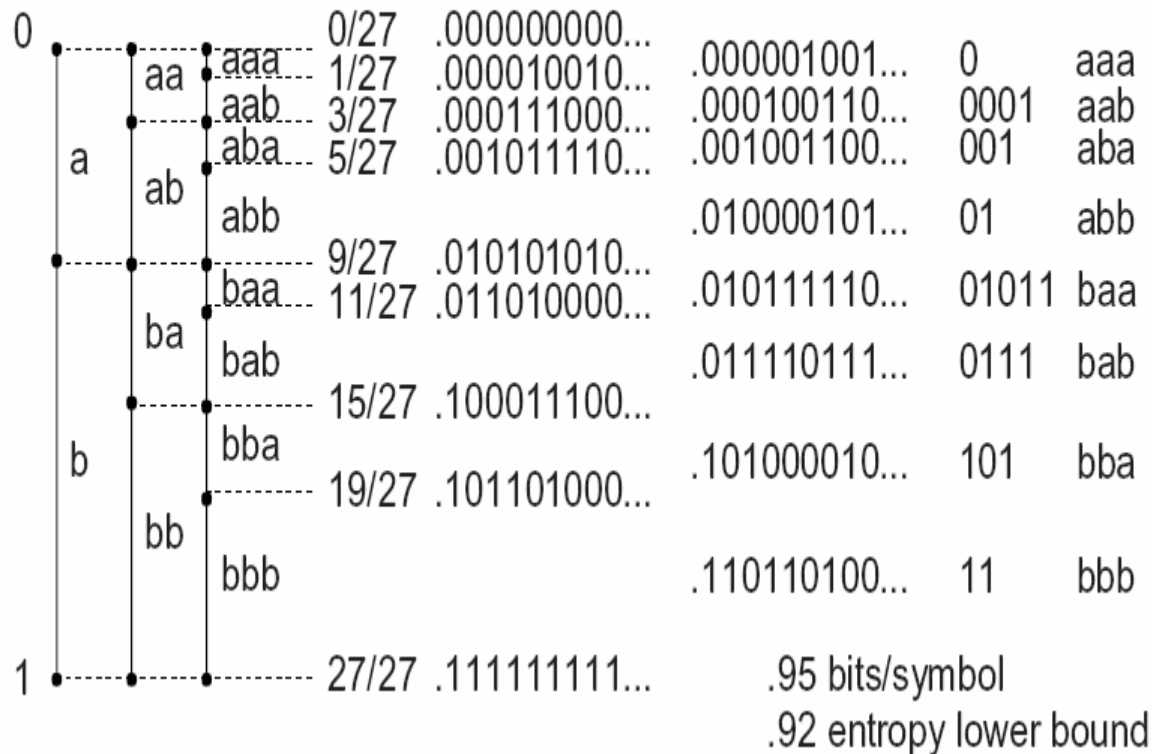 0 0/27 .000000000...
aa aaa 1/27 .000010010... .000001001... 0 aaa
aab 3/27 .000111000... .000100110... 0001 aab
a aba 5/27 .001011110... .001001100... 001 aba
ab abb .010000101... 01 abb
9/27 .010101010...
baa 11/27 .011010000... .010111110... 01011 baa
ba bab .011110111... 0111 bab
15/27 .100011100...
b bba .101000010... 101 bba
19/27 .101101000...
bb bbb .110110100... 11 bbb
1 27/27 .111111111... .95 bits/symbol
.92 entropy lower bound